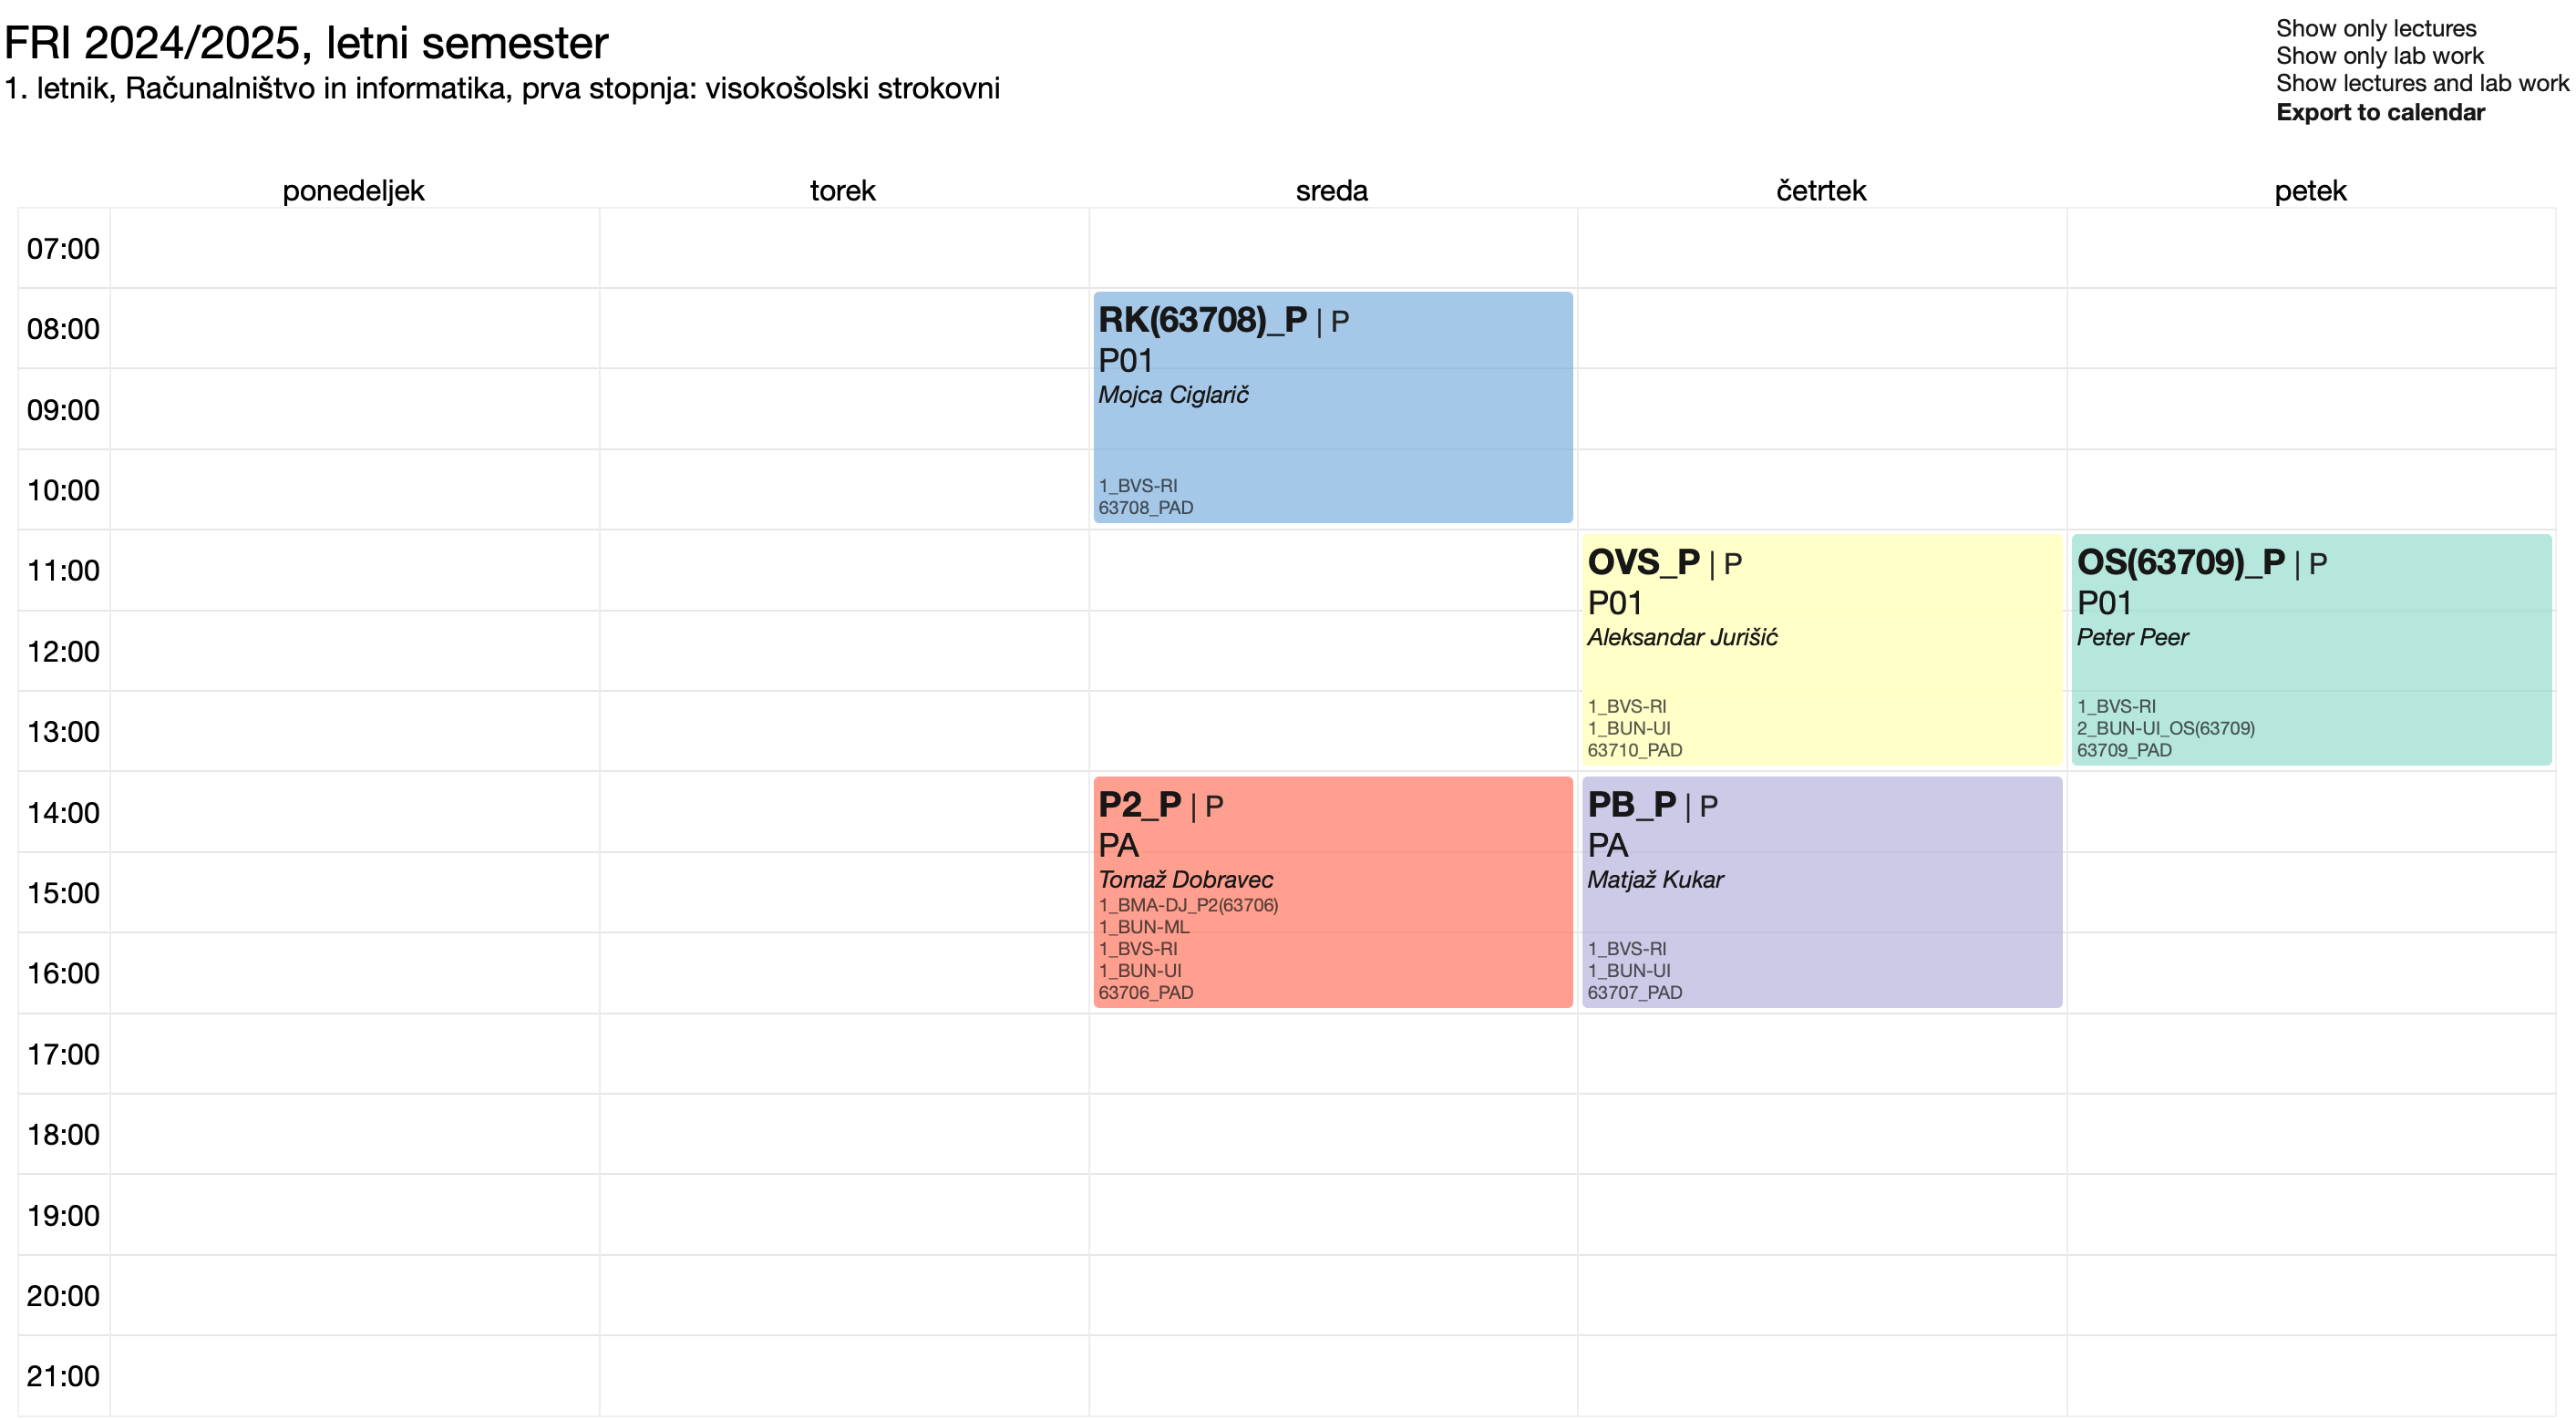 FRI 2024/2025, letni semester
1. letnik, Računalništvo in informatika, prva stopnja: visokošolski strokovni
Show only lectures
Show only lab work
Show lectures and lab work
Export to calendar
ponedeljek
torek
sreda
četrtek
petek
07:00
08:00
09:00
10:00
11:00
12:00
13:00
14:00
15:00
16:00
17:00
18:00
19:00
20:00
21:00
RK(63708)_P | P
P01
Mojca Ciglarič
1_BVS-RI
63708_PAD
P2_P | P
PA
Tomaž Dobravec
1_BMA-DJ_P2(63706)
1_BUN-ML
1_BVS-RI
1_BUN-UI
63706_PAD
OVS_P | P
P01
Aleksandar Jurišić
1_BVS-RI
1_BUN-UI
63710_PAD
PB_P | P
PA
Matjaž Kukar
1_BVS-RI
1_BUN-UI
63707_PAD
OS(63709)_P | P
P01
Peter Peer
1_BVS-RI
2_BUN-UI_OS(63709)
63709_PAD